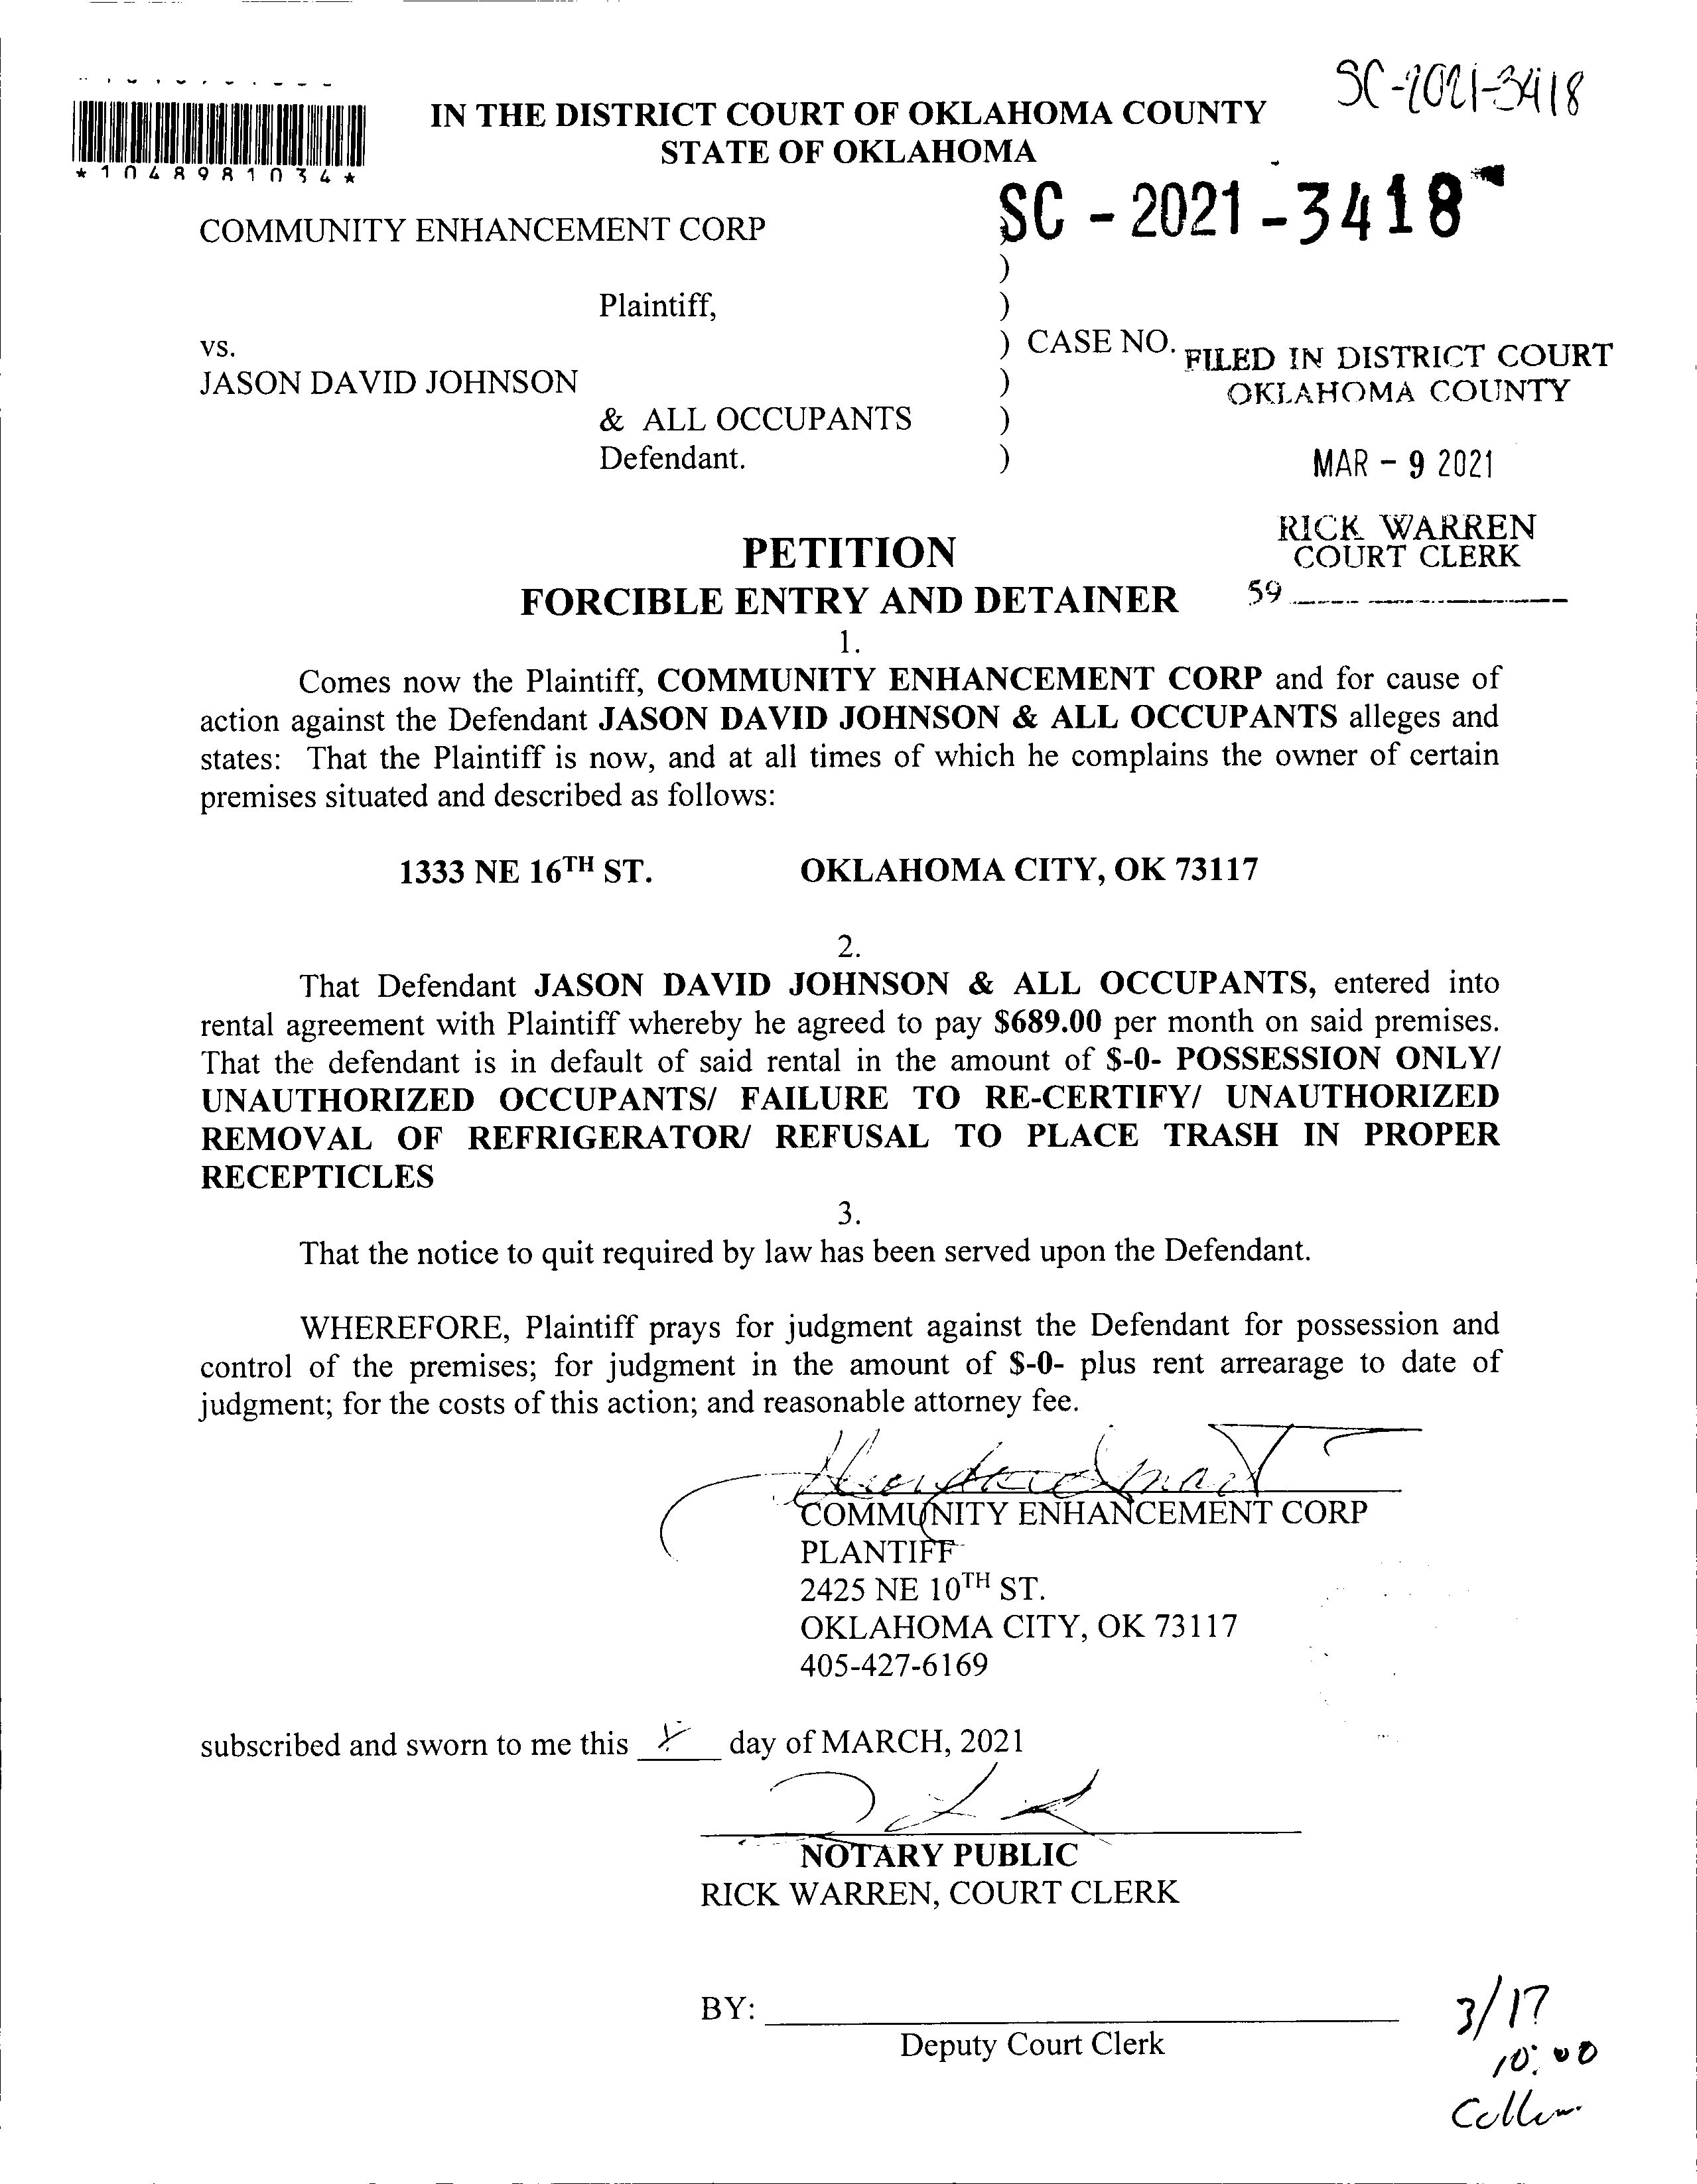 SC-2021-3418
*1048981034*
IN THE DISTRICT COURT OF OKLAHOMA COUNTY
STATE OF OKLAHOMA
SC - 2021 - 3418
COMMUNITY ENHANCEMENT CORP
)
Plaintiff, )
vs. ) CASE NO.
FILED IN DISTRICT COURT
OKLAHOMA COUNTY
JASON DAVID JOHNSON )
& ALL OCCUPANTS )
Defendant. )
MAR - 9 2021
RICK WARREN
COURT CLERK
59
PETITION
FORCIBLE ENTRY AND DETAINER
1.
Comes now the Plaintiff, COMMUNITY ENHANCEMENT CORP and for cause of
action against the Defendant JASON DAVID JOHNSON & ALL OCCUPANTS alleges and
states: That the Plaintiff is now, and at all times of which he complains the owner of certain
premises situated and described as follows:
1333 NE 16TH ST. OKLAHOMA CITY, OK 73117
2.
That Defendant JASON DAVID JOHNSON & ALL OCCUPANTS, entered into
rental agreement with Plaintiff whereby he agreed to pay $689.00 per month on said premises.
That the defendant is in default of said rental in the amount of $-0- POSSESSION ONLY/
UNAUTHORIZED OCCUPANTS/ FAILURE TO RE-CERTIFY/ UNAUTHORIZED
REMOVAL OF REFRIGERATOR/ REFUSAL TO PLACE TRASH IN PROPER
RECEPTICLES
3.
That the notice to quit required by law has been served upon the Defendant.
WHEREFORE, Plaintiff prays for judgment against the Defendant for possession and
control of the premises; for judgment in the amount of $-0- plus rent arrearage to date of
judgment; for the costs of this action; and reasonable attorney fee.
COMMUNITY ENHANCEMENT CORP
PLANTIFF
2425 NE 10TH ST.
OKLAHOMA CITY, OK 73117
405-427-6169
subscribed and sworn to me this day of MARCH, 2021
NOTARY PUBLIC
RICK WARREN, COURT CLERK
BY:
Deputy Court Clerk
3/17
10:00